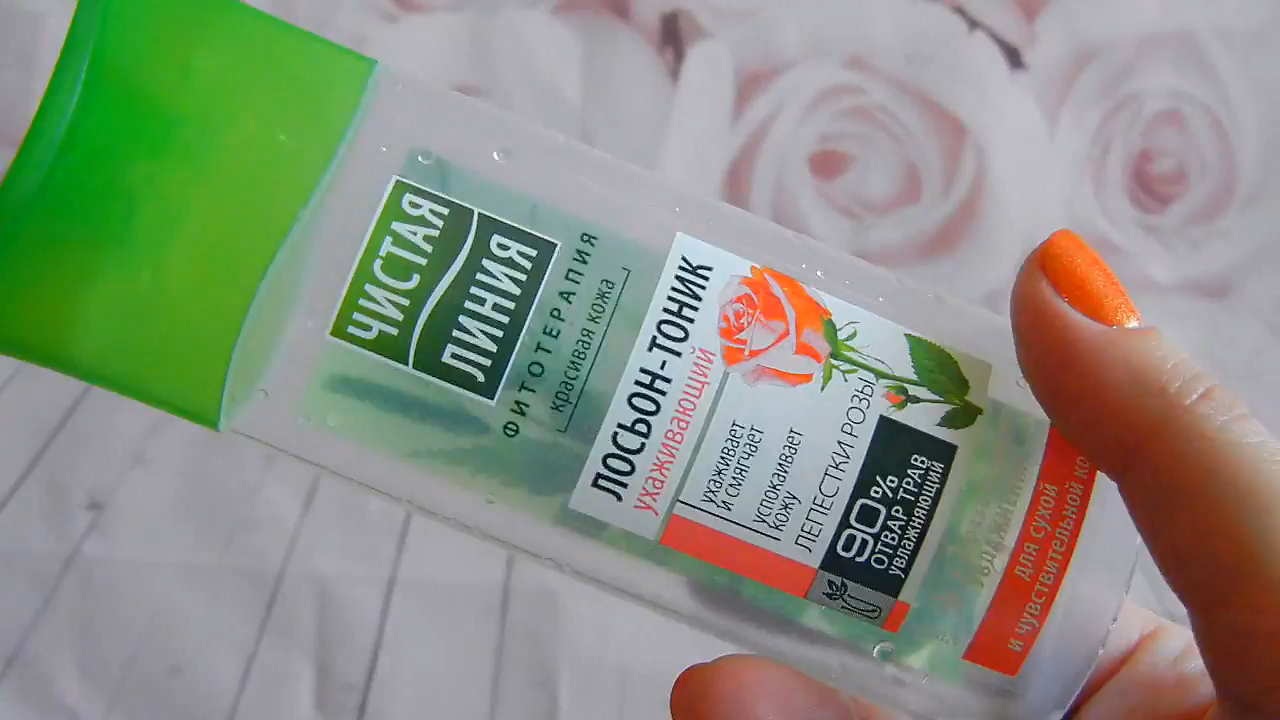 ЧИСТАЯ
ЛИНИЯ
ФИТОТЕРАПИЯ
красивая кожа
ЛОСЬОН-ТОНИК
ухаживающий
ухаживает
и смягчает
успокаивает
кожу
ЛЕПЕСТКИ РОЗЫ
90%
ОТВАР ТРАВ
увлажняющий
для сухой
и чувствительной